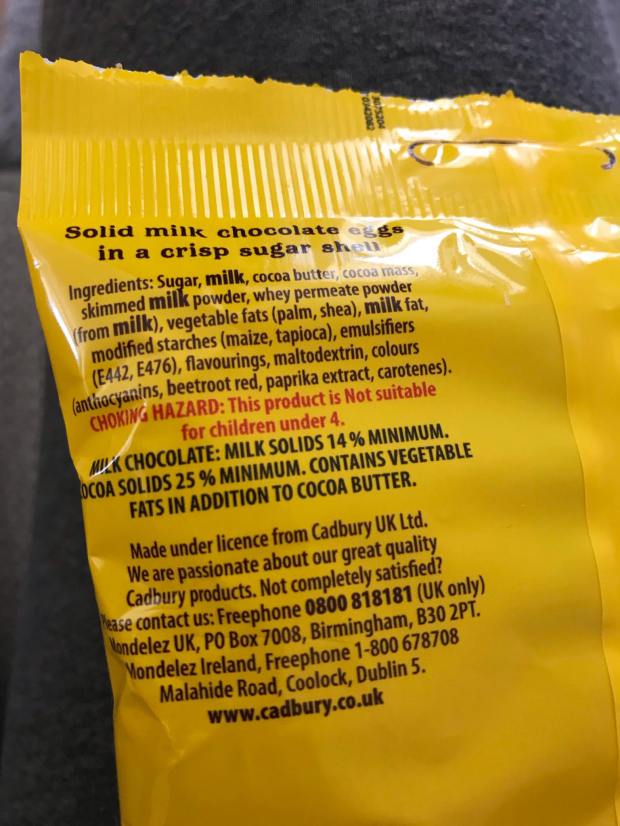 Solid milk chocolate eggs
in a crisp sugar shell
Ingredients: Sugar, milk, cocoa butter, cocoa mass,
skimmed milk powder, whey permeate powder
(from milk), vegetable fats (palm, shea), milk fat,
modified starches (maize, tapioca), emulsifiers
(E442, E476), flavourings, maltodextrin, colours
(anthocyanins, beetroot red, paprika extract, carotenes).
CHOKING HAZARD: This product is Not suitable
for children under 4.
MILK CHOCOLATE: MILK SOLIDS 14 % MINIMUM.
COCOA SOLIDS 25 % MINIMUM. CONTAINS VEGETABLE
FATS IN ADDITION TO COCOA BUTTER.
Made under licence from Cadbury UK Ltd.
We are passionate about our great quality
Cadbury products. Not completely satisfied?
Please contact us: Freephone 0800 818181 (UK only)
Mondelez UK, PO Box 7008, Birmingham, B30 2PT.
Mondelez Ireland, Freephone 1-800 678708
Malahide Road, Coolock, Dublin 5.
www.cadbury.co.uk